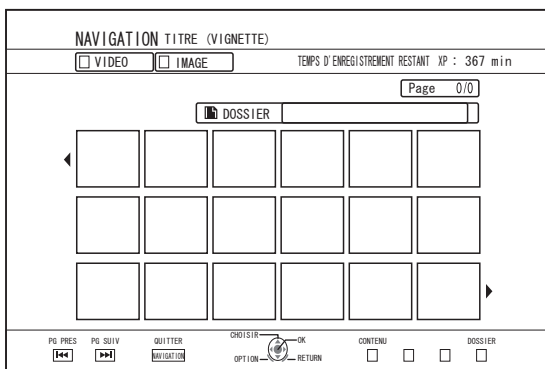 NAVIGATION TITRE (VIGNETTE)
VIDEO IMAGE TEMPS D'ENREGISTREMENT RESTANT XP : 367 min
Page 0/0
DOSSIER
PG PRES PG SUIV QUITTER CHOISIR OK CONTENU DOSSIER
NAVIGATION OPTION RETURN